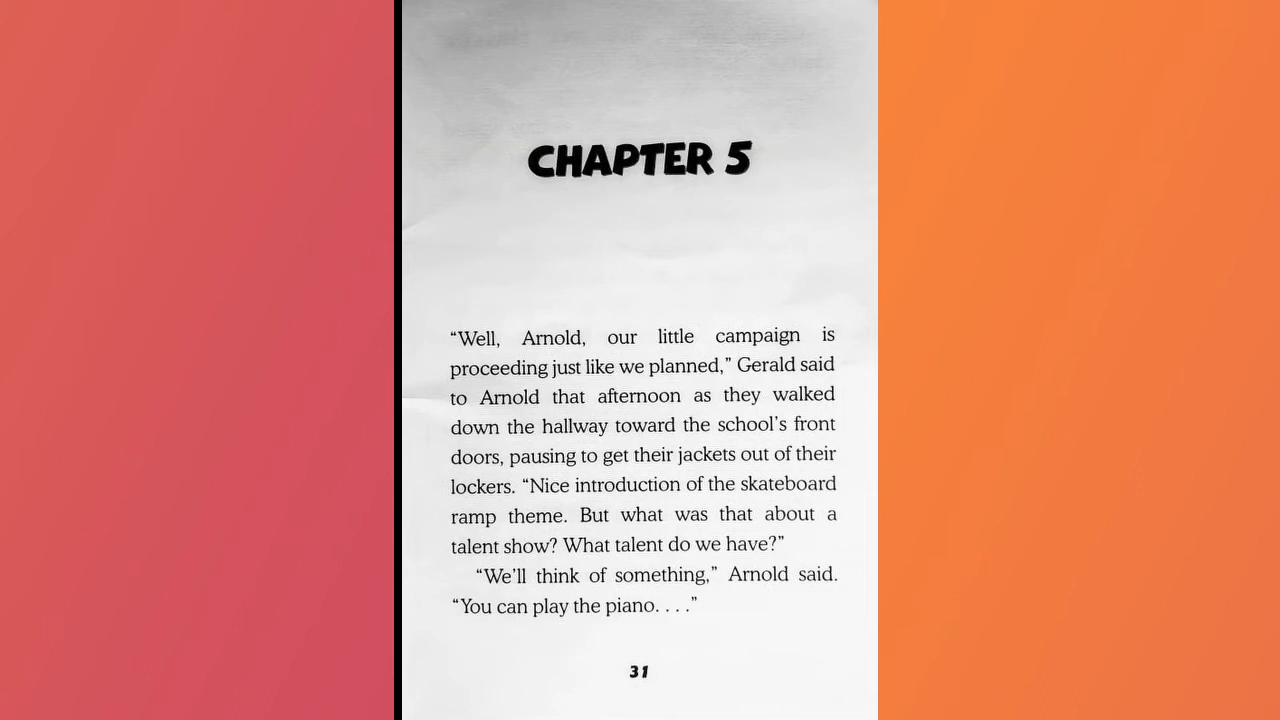 CHAPTER 5
“Well, Arnold, our little campaign is
proceeding just like we planned,” Gerald said
to Arnold that afternoon as they walked
down the hallway toward the school’s front
doors, pausing to get their jackets out of their
lockers. “Nice introduction of the skateboard
ramp theme. But what was that about a
talent show? What talent do we have?”
“We’ll think of something,” Arnold said.
“You can play the piano. . . .”
31